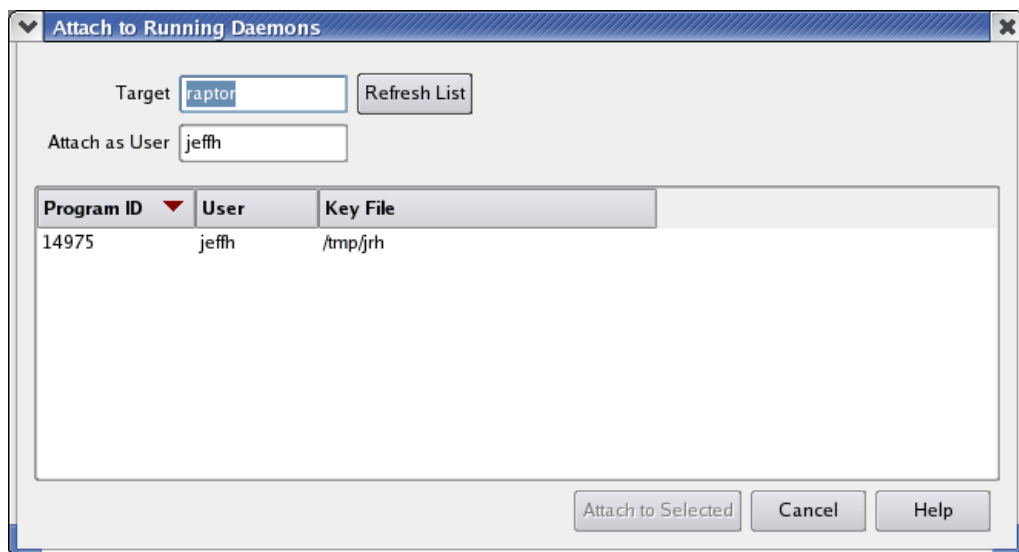 Attach to Running Daemons
Target raptor Refresh List
Attach as User jeffh
Program ID User Key File
14975 jeffh /tmp/jrh
Attach to Selected Cancel Help